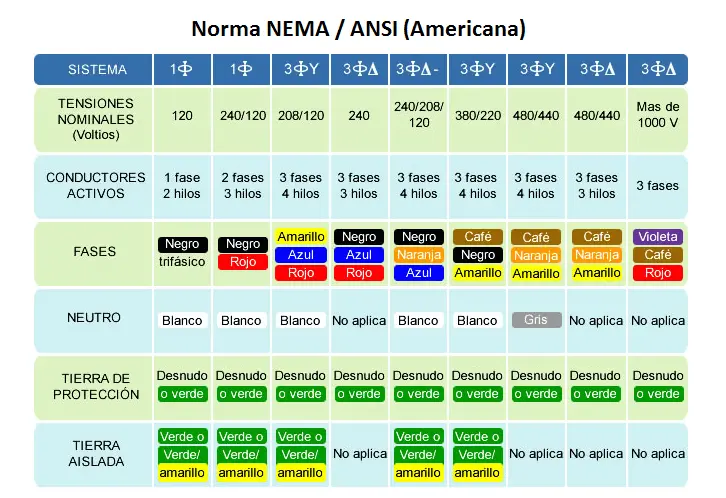 Norma NEMA / ANSI (Americana)
SISTEMA 1Φ 1Φ 3ΦY 3ΦΔ 3ΦΔ- 3ΦY 3ΦY 3ΦΔ 3ΦΔ
TENSIONES NOMINALES (Voltios) 120 240/120 208/120 240 240/208/120 380/220 480/440 480/440 Mas de 1000 V
CONDUCTORES ACTIVOS 1 fase 2 hilos 2 fases 3 hilos 3 fases 4 hilos 3 fases 3 hilos 3 fases 4 hilos 3 fases 4 hilos 3 fases 4 hilos 3 fases 3 hilos 3 fases
FASES Negro trifásico Negro Rojo Amarillo Azul Rojo Negro Azul Rojo Negro Naranja Azul Café Negro Amarillo Café Naranja Amarillo Café Naranja Amarillo Violeta Café Rojo
NEUTRO Blanco Blanco Blanco No aplica Blanco Blanco Gris No aplica No aplica
TIERRA DE PROTECCIÓN Desnudo o verde Desnudo o verde Desnudo o verde Desnudo o verde Desnudo o verde Desnudo o verde Desnudo o verde Desnudo o verde Desnudo o verde
TIERRA AISLADA Verde o Verde/ amarillo Verde o Verde/ amarillo Verde o Verde/ amarillo No aplica Verde o Verde/ amarillo Verde o Verde/ amarillo No aplica No aplica No aplica